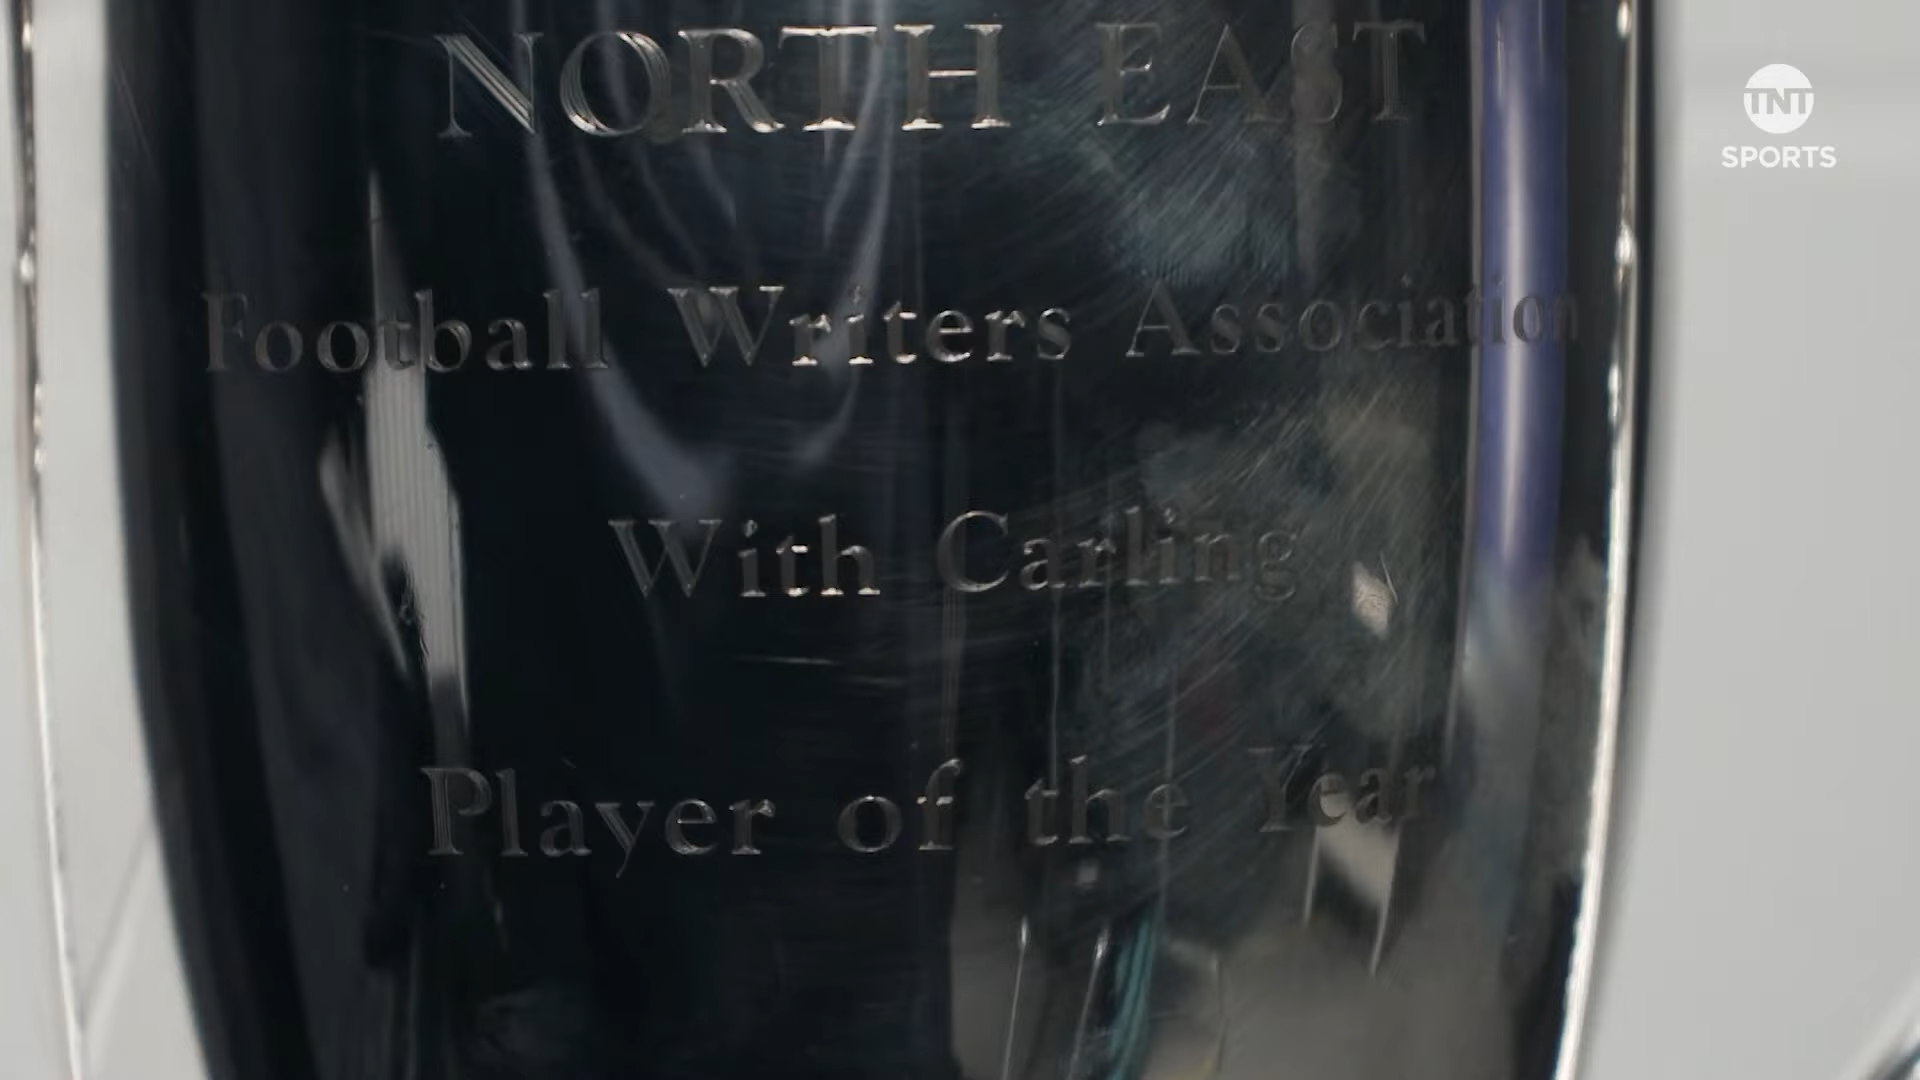 NORTH EAST
Football Writers Association
With Carling
Player of the Year
TNT
SPORTS